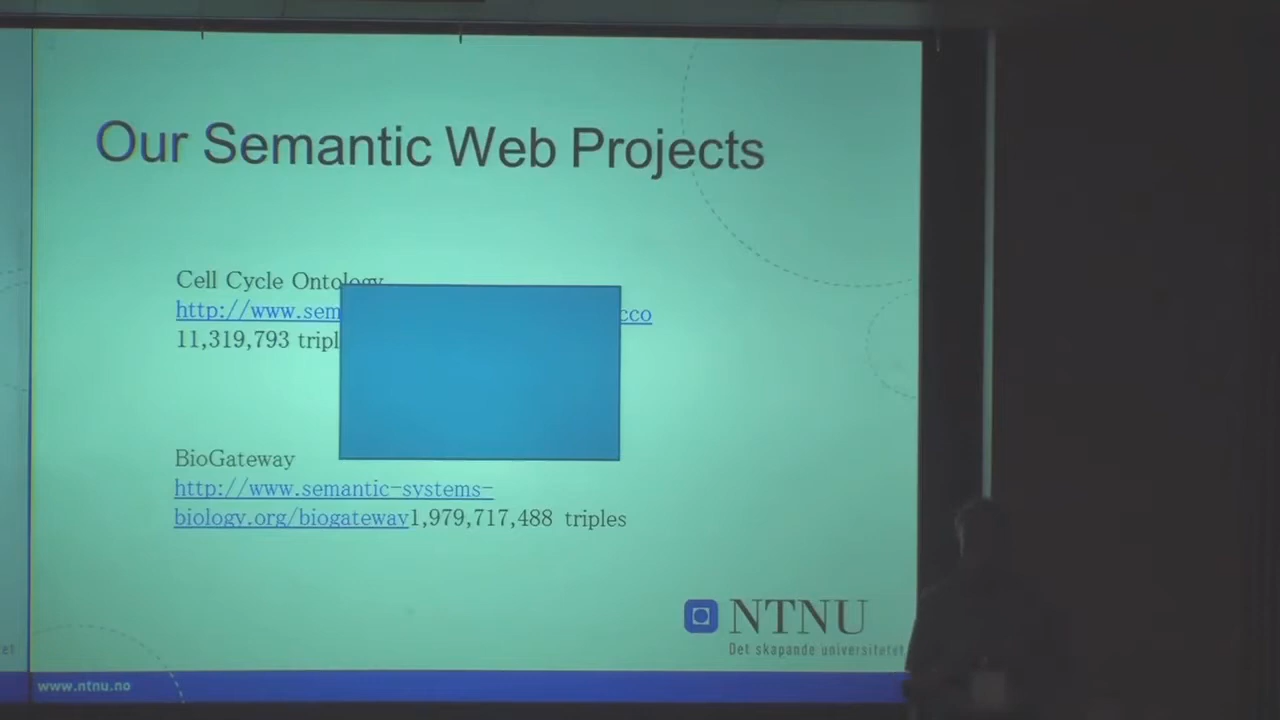 Our Semantic Web Projects
Cell Cycle Ontology
http://www.sem
cco
11,319,793 tripl
BioGateway
http://www.semantic-systems-
biology.org/biogateway1,979,717,488 triples
NTNU
Det skapande universitetet
www.ntnu.no